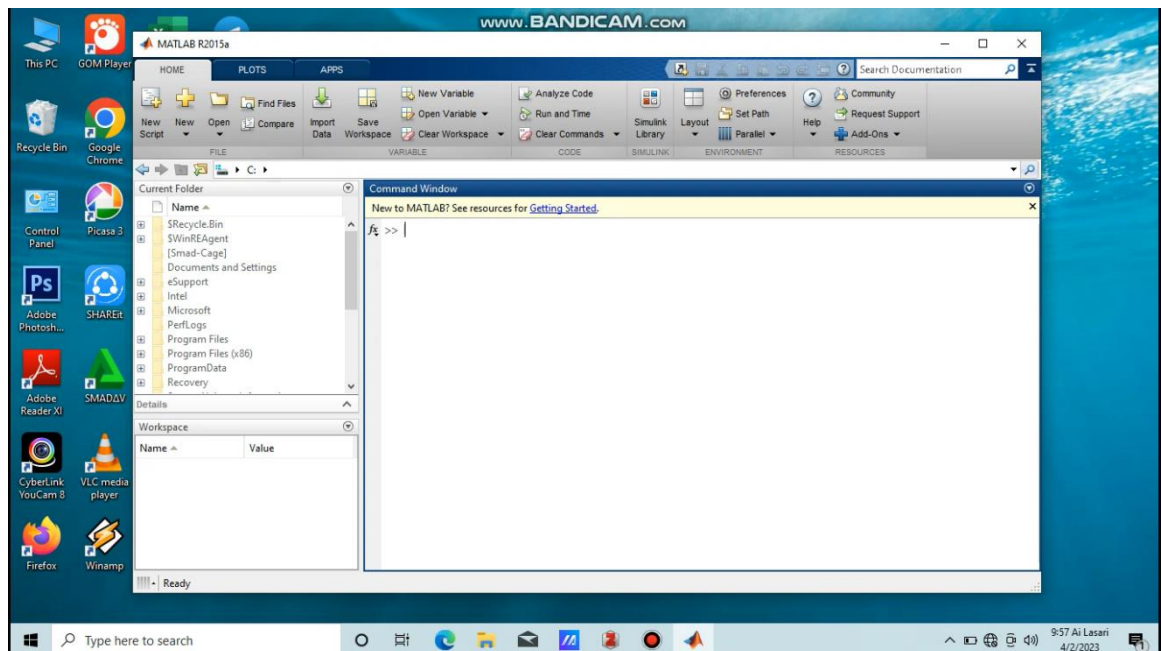 www.BANDICAM.com
This PC
GOM Player
Recycle Bin
Google
Chrome
Control
Panel
Picasa 3
Ps
Adobe
Photosh...
SHAREit
Adobe
Reader XI
SMADΔV
CyberLink
YouCam 8
VLC media
player
Firefox
Winamp
MATLAB R2015a
HOME PLOTS APPS
Search Documentation
New
Script
New
Open
Find Files
Compare
FILE
Import
Data
Save
Workspace
New Variable
Open Variable
Clear Workspace
VARIABLE
Analyze Code
Run and Time
Clear Commands
CODE
Simulink
Library
SIMULINK
Layout
Preferences
Set Path
Parallel
ENVIRONMENT
Help
Community
Request Support
Add-Ons
RESOURCES
C:
Current Folder
Name
$Recycle.Bin
$WinREAgent
[Smad-Cage]
Documents and Settings
eSupport
Intel
Microsoft
PerfLogs
Program Files
Program Files (x86)
ProgramData
Recovery
Details
Workspace
Name Value
Command Window
New to MATLAB? See resources for Getting Started.
fx >>
Ready
Type here to search
9:57 Ai Lasari
4/2/2023